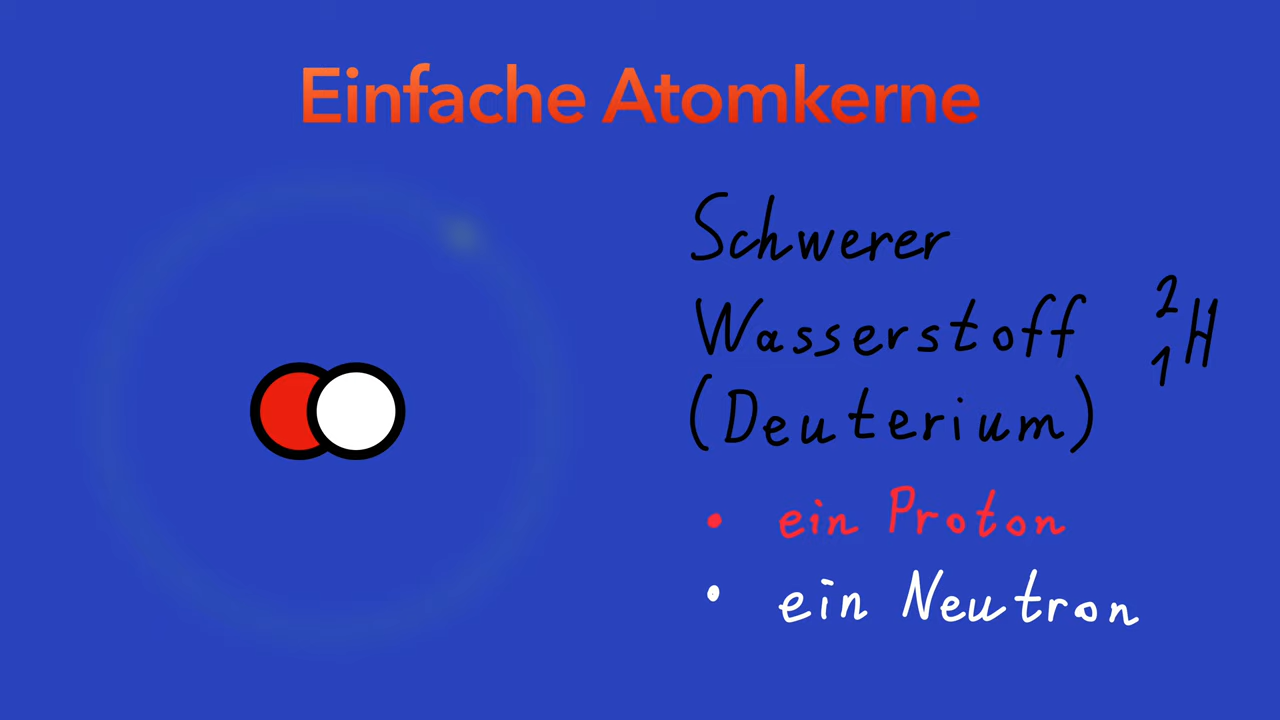 Einfache Atomkerne
Schwerer
Wasserstoff ²₁H
(Deuterium)
• ein Proton
• ein Neutron